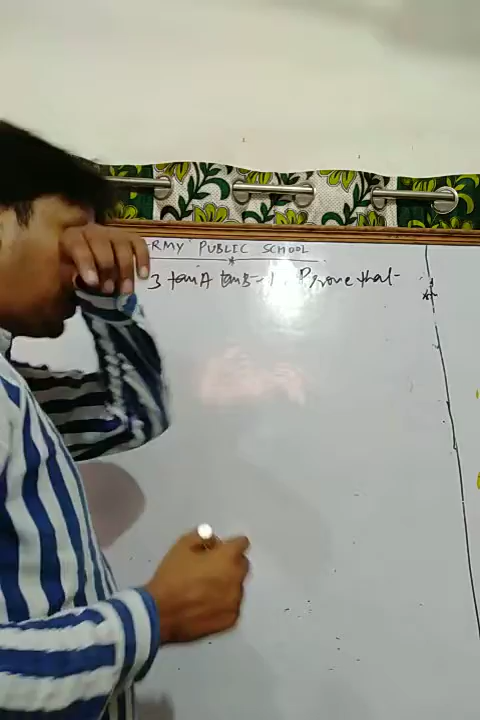 RMY PUBLIC SCHOOL
3 tanA tanB = 1. Prove that-